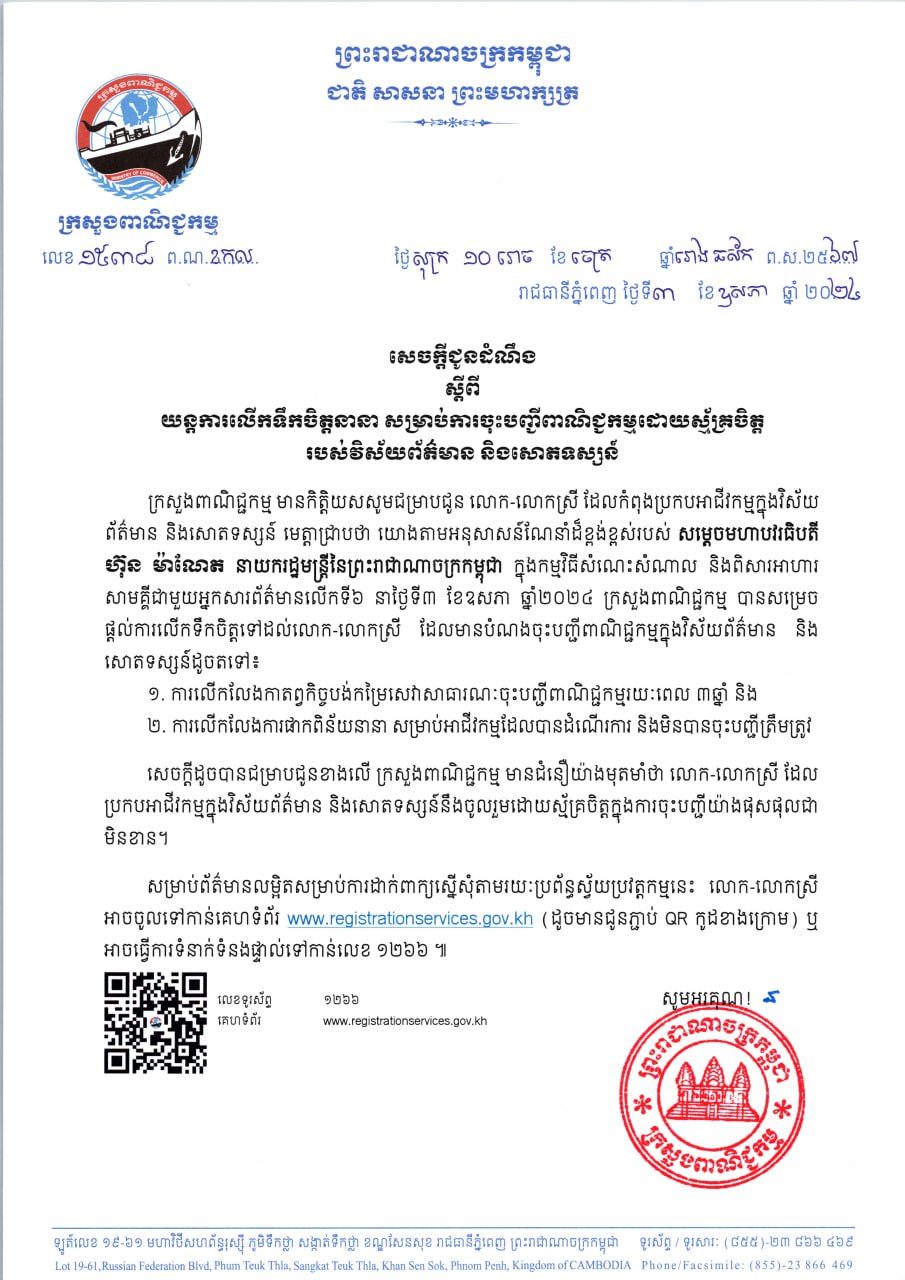 ព្រះរាជាណាចក្រកម្ពុជា
ជាតិ សាសនា ព្រះមហាក្សត្រ
ក្រសួងពាណិជ្ជកម្ម
MINISTRY OF COMMERCE
ក្រសួងពាណិជ្ជកម្ម
លេខ ១៥៣៨ ព.ណ.
ថ្ងៃសុក្រ ១០ រោច ខែចេត្រ ឆ្នាំរោង ឆស័ក ព.ស.២៥៦៧
រាជធានីភ្នំពេញ ថ្ងៃទី៣ ខែឧសភា ឆ្នាំ ២០២៤
សេចក្តីជូនដំណឹង
ស្តីពី
យន្តការលើកទឹកចិត្តនានា សម្រាប់ការចុះបញ្ជីពាណិជ្ជកម្មដោយស្ម័គ្រចិត្ត
របស់វិស័យព័ត៌មាន និងសោតទស្សន៍
ក្រសួងពាណិជ្ជកម្ម មានកិត្តិយសសូមជម្រាបជូន លោក-លោកស្រី ដែលកំពុងប្រកបអាជីវកម្មក្នុងវិស័យ
ព័ត៌មាន និងសោតទស្សន៍ មេត្តាជ្រាបថា យោងតាមអនុសាសន៍ណែនាំដ៏ខ្ពង់ខ្ពស់របស់ សម្តេចមហាបវរធិបតី
ហ៊ុន ម៉ាណែត នាយករដ្ឋមន្ត្រីនៃព្រះរាជាណាចក្រកម្ពុជា ក្នុងកម្មវិធីសំណេះសំណាល និងពិសារអាហារ
សាមគ្គីជាមួយអ្នកសារព័ត៌មានលើកទី៦ នាថ្ងៃទី៣ ខែឧសភា ឆ្នាំ២០២៤ ក្រសួងពាណិជ្ជកម្ម បានសម្រេច
ផ្តល់ការលើកទឹកចិត្តទៅដល់លោក-លោកស្រី ដែលមានបំណងចុះបញ្ជីពាណិជ្ជកម្មក្នុងវិស័យព័ត៌មាន និង
សោតទស្សន៍ដូចតទៅ៖
១. ការលើកលែងកាតព្វកិច្ចបង់កម្រៃសេវាសាធារណៈចុះបញ្ជីពាណិជ្ជកម្មរយៈពេល ៣ឆ្នាំ និង
២. ការលើកលែងការផាកពិន័យនានា សម្រាប់អាជីវកម្មដែលបានដំណើរការ និងមិនបានចុះបញ្ជីត្រឹមត្រូវ
សេចក្តីដូចបានជម្រាបជូនខាងលើ ក្រសួងពាណិជ្ជកម្ម មានជំនឿយ៉ាងមុតមាំថា លោក-លោកស្រី ដែល
ប្រកបអាជីវកម្មក្នុងវិស័យព័ត៌មាន និងសោតទស្សន៍នឹងចូលរួមដោយស្ម័គ្រចិត្តក្នុងការចុះបញ្ជីយ៉ាងផុសផុលជា
មិនខាន។
សម្រាប់ព័ត៌មានលម្អិតសម្រាប់ការដាក់ពាក្យស្នើសុំតាមរយៈប្រព័ន្ធស្វ័យប្រវត្តកម្មនេះ លោក-លោកស្រី
អាចចូលទៅកាន់គេហទំព័រ www.registrationservices.gov.kh (ដូចមានជូនភ្ជាប់ QR កូដខាងក្រោម) ឬ
អាចធ្វើការទំនាក់ទំនងផ្ទាល់ទៅកាន់លេខ ១២៦៦ ៕
លេខទូរស័ព្ទ ១២៦៦
គេហទំព័រ www.registrationservices.gov.kh
សូមអរគុណ!
ព្រះរាជាណាចក្រកម្ពុជា
ក្រសួងពាណិជ្ជកម្ម
ឡូត៍លេខ ១៩-៦១ មហាវិថីសហព័ន្ធរុស្ស៊ី ភូមិទឹកថ្លា សង្កាត់ទឹកថ្លា ខណ្ឌសែនសុខ រាជធានីភ្នំពេញ ព្រះរាជាណាចក្រកម្ពុជា ទូរស័ព្ទ / ទូរសារ: (៨៥៥)-២៣ ៨៦៦ ៤៦៩
Lot 19-61,Russian Federation Blvd, Phum Teuk Thla, Sangkat Teuk Thla, Khan Sen Sok, Phnom Penh, Kingdom of CAMBODIA Phone/Facsimile: (855)-23 866 469